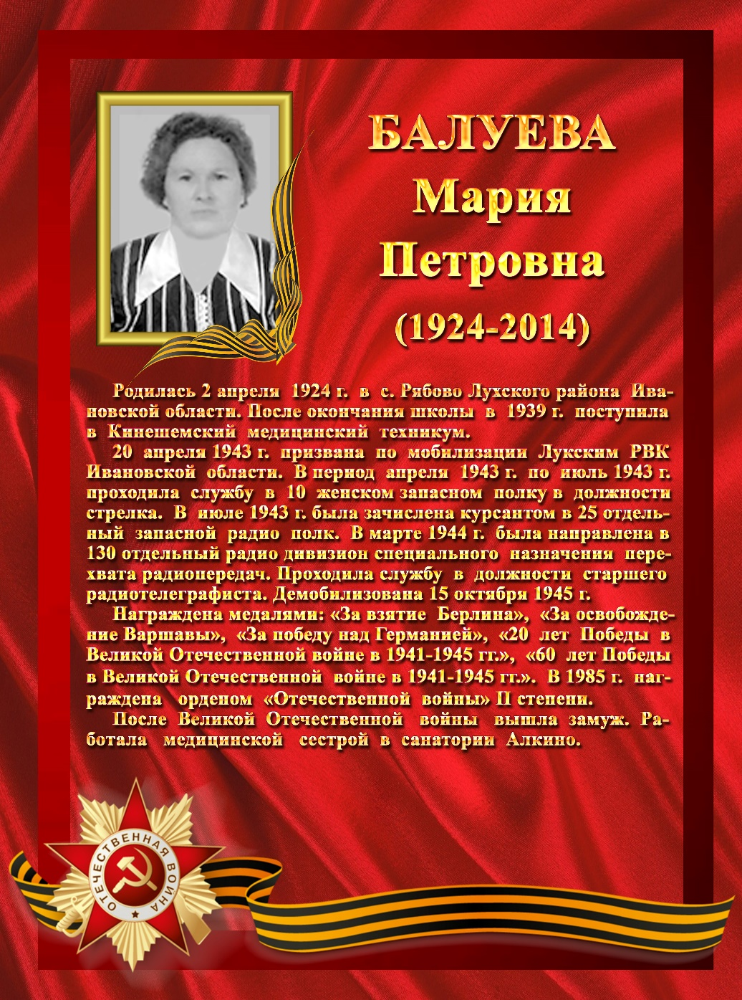 БАЛУЕВА
Мария
Петровна
(1924-2014)
Родилась 2 апреля 1924 г. в с. Рябово Лухского района Ива-
новской области. После окончания школы в 1939 г. поступила
в Кинешемский медицинский техникум.
20 апреля 1943 г. призвана по мобилизации Лукским РВК
Ивановской области. В период апреля 1943 г. по июль 1943 г.
проходила службу в 10 женском запасном полку в должности
стрелка. В июле 1943 г. была зачислена курсантом в 25 отдель-
ный запасной радио полк. В марте 1944 г. была направлена в
130 отдельный радио дивизион специального назначения пере-
хвата радиопередач. Проходила службу в должности старшего
радиотелеграфиста. Демобилизована 15 октября 1945 г.
Награждена медалями: «За взятие Берлина», «За освобожде-
ние Варшавы», «За победу над Германией», «20 лет Победы в
Великой Отечественной войне в 1941-1945 гг.», «60 лет Победы
в Великой Отечественной войне в 1941-1945 гг.». В 1985 г. наг-
раждена орденом «Отечественной войны» II степени.
После Великой Отечественной войны вышла замуж. Ра-
ботала медицинской сестрой в санатории Алкино.
ОТЕЧЕСТВЕННАЯ ВОЙНА